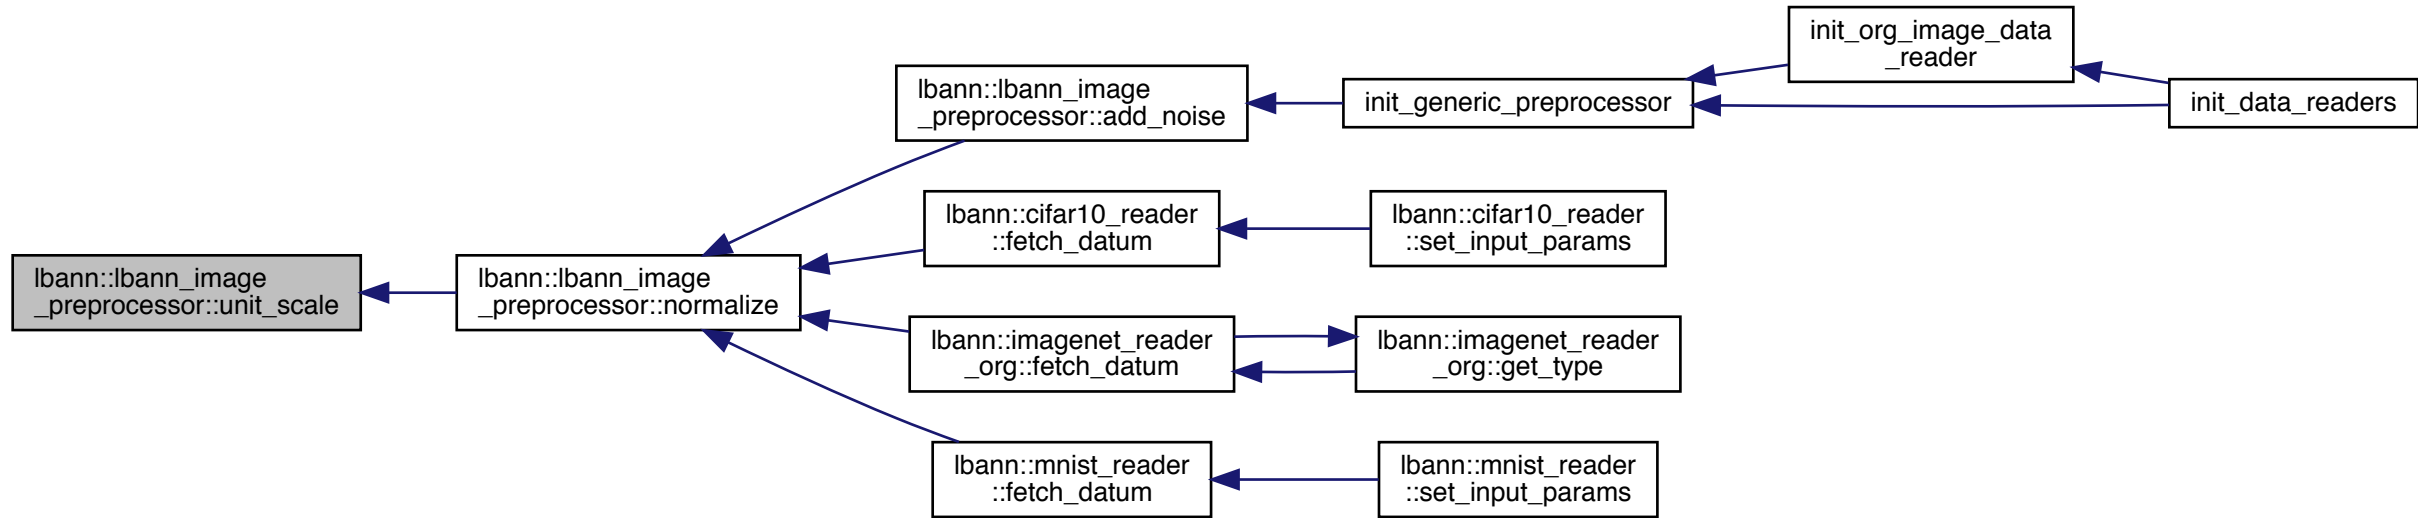 lbann::lbann_image
_preprocessor::unit_scale
lbann::lbann_image
_preprocessor::normalize
lbann::lbann_image
_preprocessor::add_noise
init_generic_preprocessor
init_org_image_data
_reader
init_data_readers
lbann::cifar10_reader
::fetch_datum
lbann::cifar10_reader
::set_input_params
lbann::imagenet_reader
_org::fetch_datum
lbann::imagenet_reader
_org::get_type
lbann::mnist_reader
::fetch_datum
lbann::mnist_reader
::set_input_params